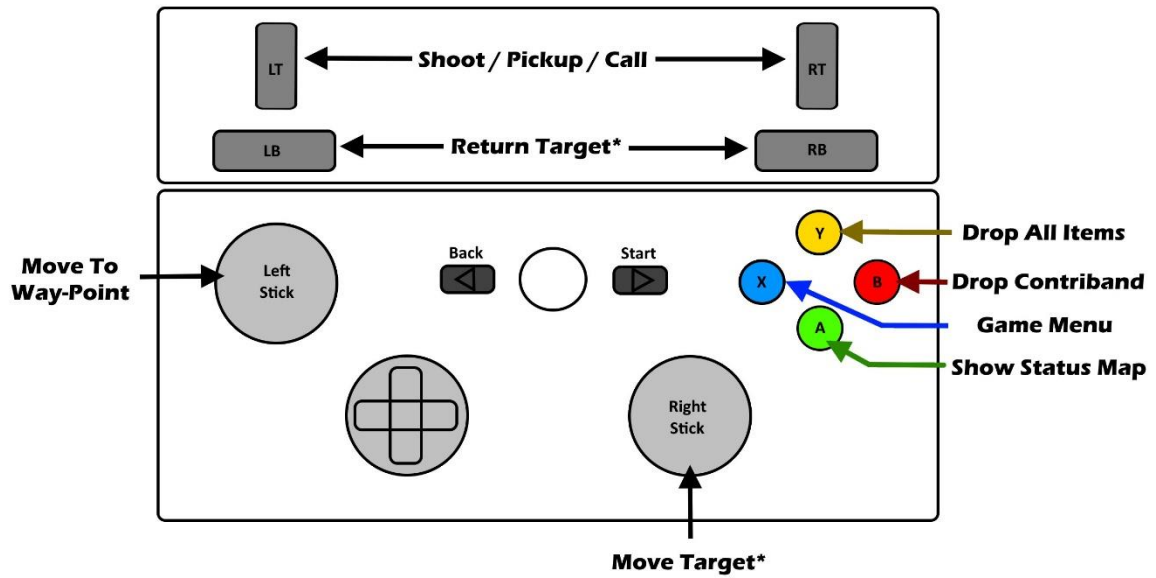 LT
Shoot / Pickup / Call
RT
LB
Return Target*
RB
Y
Drop All Items
Move To
Way-Point
Left
Stick
Back
Start
X
B
Drop Contriband
Game Menu
A
Show Status Map
Right
Stick
Move Target*